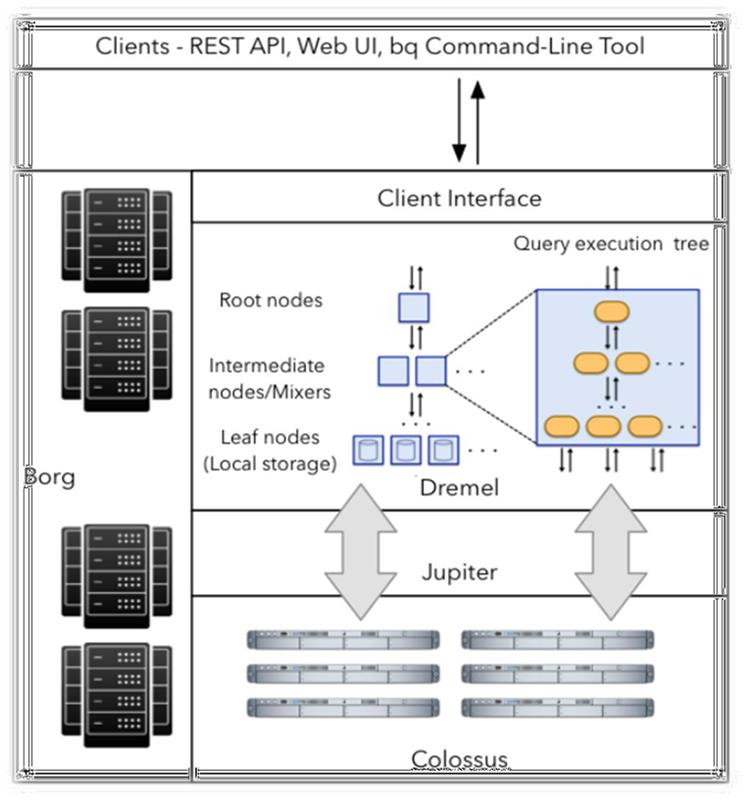 Clients - REST API, Web UI, bq Command-Line Tool
Client Interface
Query execution tree
Root nodes
Intermediate
nodes/Mixers
Leaf nodes
(Local storage)
Dremel
Borg
Jupiter
Colossus